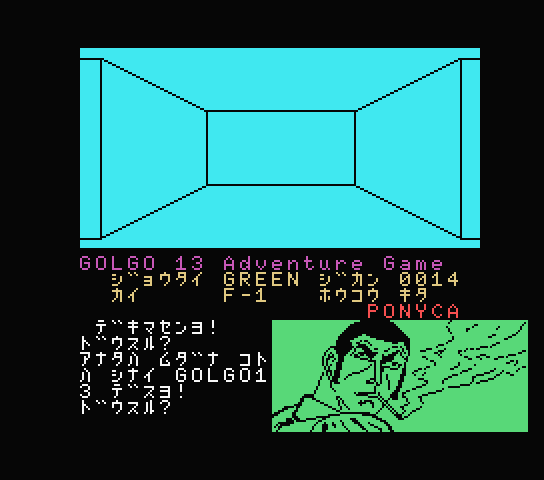 GOLGO 13 Adventure Game
ジョウタイ GREEN ジカン 0014
カイ F-1 ホウコウ キタ
PONYCA
デキマセンヨ!
ドウスル?
アナタハ ムダナ コト
ハ シナイ GOLGO1
3 デスヨ!
ドウスル?